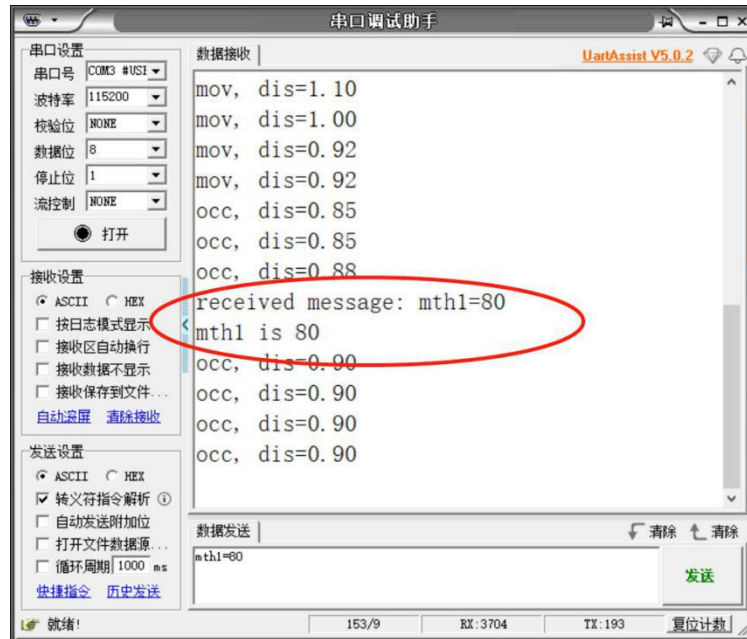 串口调试助手
串口设置
串口号 COM3 #USI
波特率 115200
校验位 NONE
数据位 8
停止位 1
流控制 NONE
打开
接收设置
ASCII HEX
按日志模式显示
接收区自动换行
接收数据不显示
接收保存到文件...
自动滚屏 清除接收
发送设置
ASCII HEX
转义符指令解析
自动发送附加位
打开文件数据源...
循环周期 1000 ms
快捷指令 历史发送
数据接收 UartAssist V5.0.2
mov, dis=1.10
mov, dis=1.00
mov, dis=0.92
mov, dis=0.92
occ, dis=0.85
occ, dis=0.85
occ, dis=0.88
received message: mth1=80
mth1 is 80
occ, dis=0.90
occ, dis=0.90
occ, dis=0.90
occ, dis=0.90
数据发送 清除 清除
mth1=80
发送
就绪! 153/9 RX:3704 TX:193 复位计数